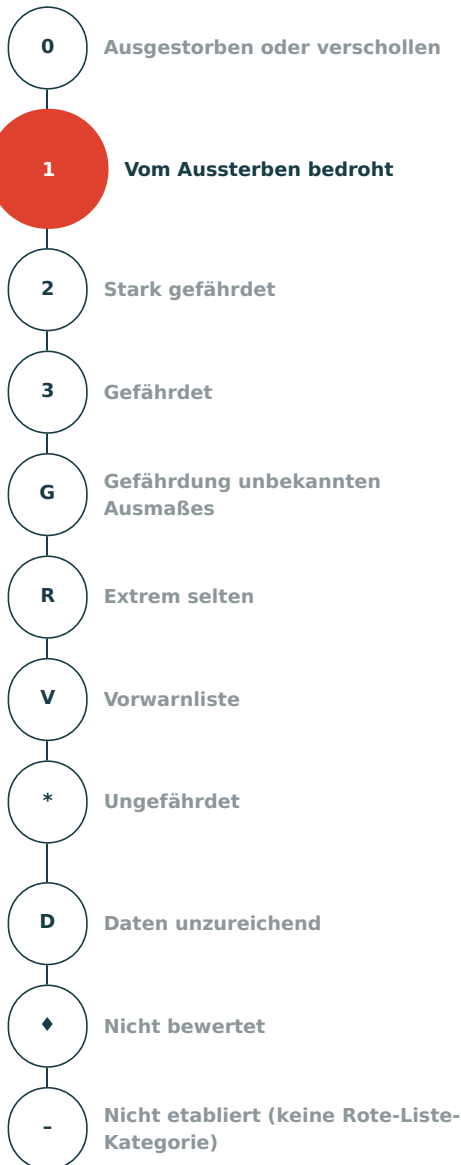 0 Ausgestorben oder verschollen
1 Vom Aussterben bedroht
2 Stark gefährdet
3 Gefährdet
G Gefährdung unbekannten
Ausmaßes
R Extrem selten
V Vorwarnliste
* Ungefährdet
D Daten unzureichend
♦ Nicht bewertet
– Nicht etabliert (keine Rote-Liste-
Kategorie)